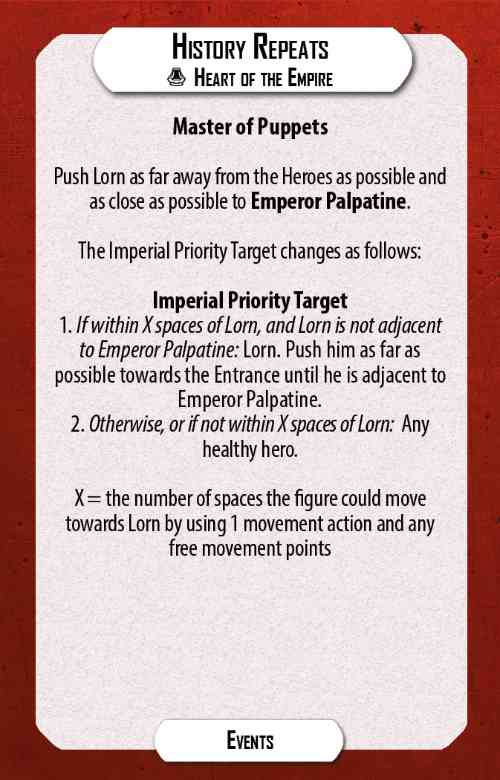 History Repeats
Heart of the Empire
Master of Puppets
Push Lorn as far away from the Heroes as possible and
as close as possible to Emperor Palpatine.
The Imperial Priority Target changes as follows:
Imperial Priority Target
1. If within X spaces of Lorn, and Lorn is not adjacent
to Emperor Palpatine: Lorn. Push him as far as
possible towards the Entrance until he is adjacent to
Emperor Palpatine.
2. Otherwise, or if not within X spaces of Lorn: Any
healthy hero.
X = the number of spaces the figure could move
towards Lorn by using 1 movement action and any
free movement points
Events